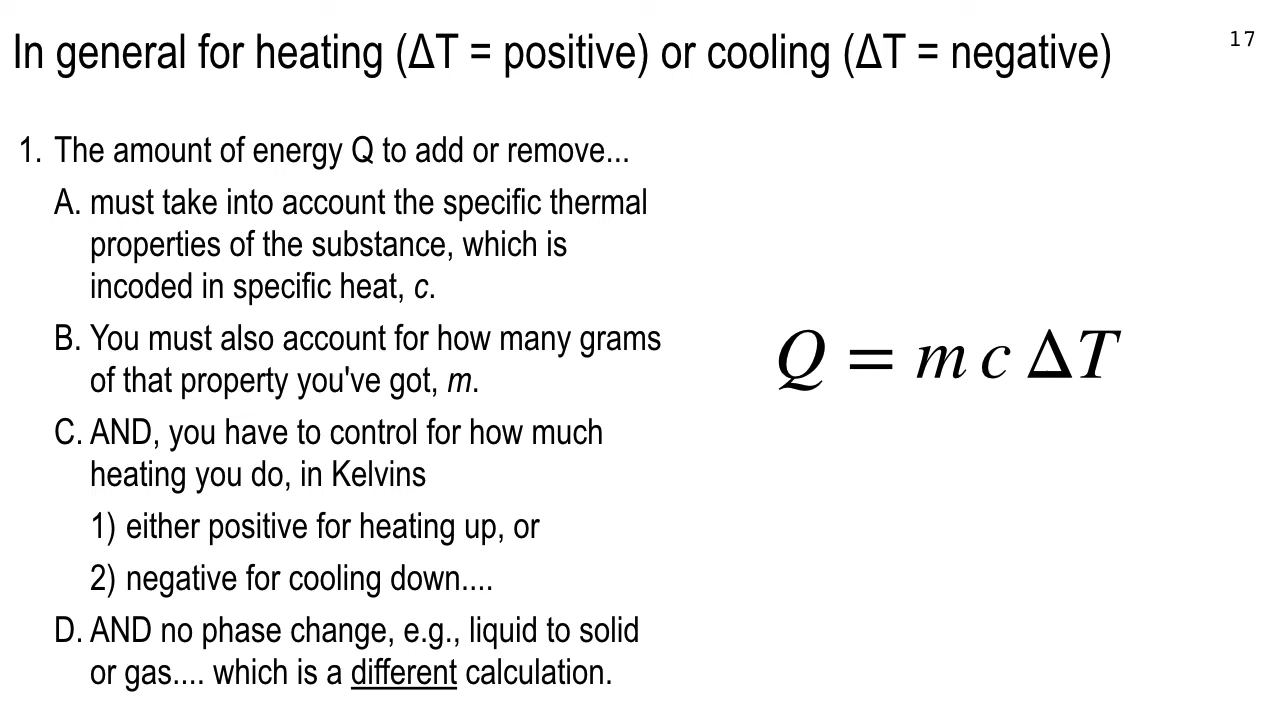 In general for heating (ΔT = positive) or cooling (ΔT = negative)
17
1. The amount of energy Q to add or remove...
A. must take into account the specific thermal
properties of the substance, which is
incoded in specific heat, c.
B. You must also account for how many grams
of that property you've got, m.
C. AND, you have to control for how much
heating you do, in Kelvins
1) either positive for heating up, or
2) negative for cooling down....
D. AND no phase change, e.g., liquid to solid
or gas.... which is a different calculation.
Q = m c ΔT